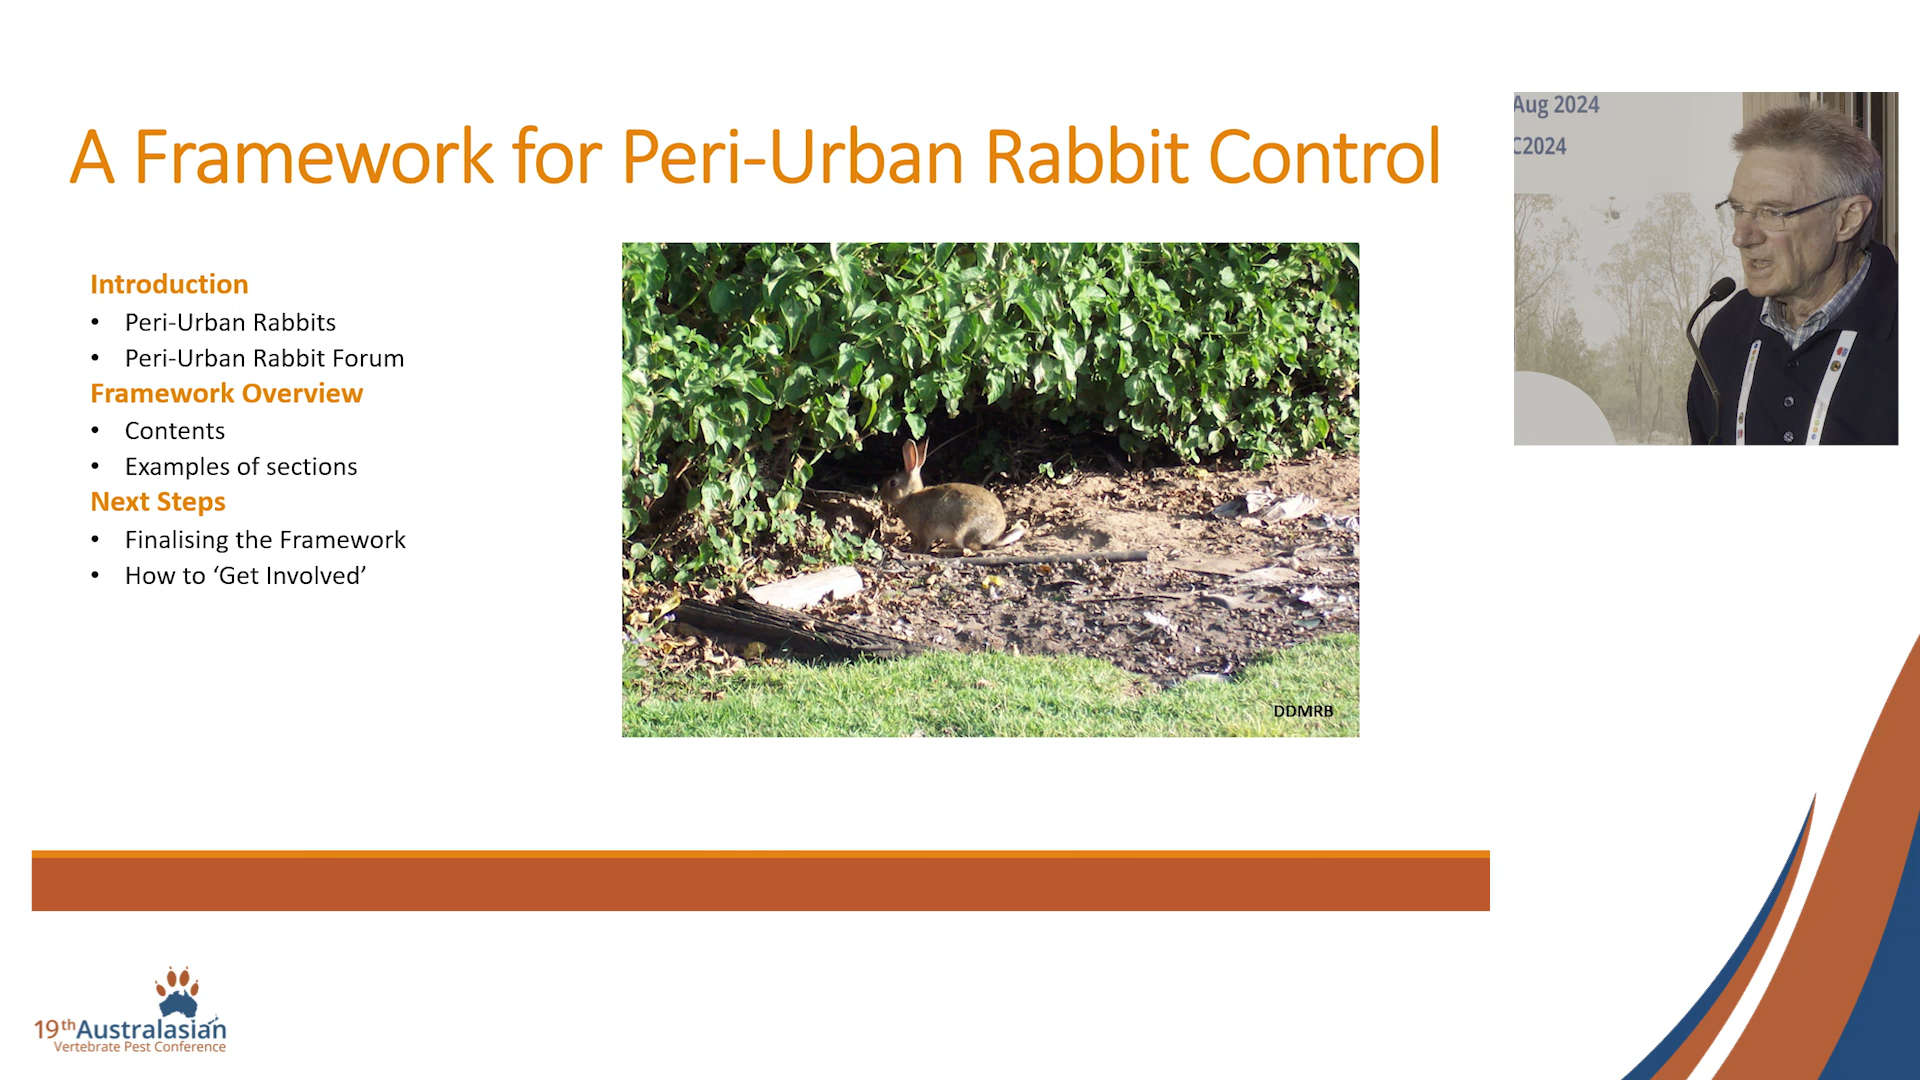 A Framework for Peri-Urban Rabbit Control
Introduction
• Peri-Urban Rabbits
• Peri-Urban Rabbit Forum
Framework Overview
• Contents
• Examples of sections
Next Steps
• Finalising the Framework
• How to ‘Get Involved’
DDMRB
Aug 2024
C2024
19th Australasian
Vertebrate Pest Conference